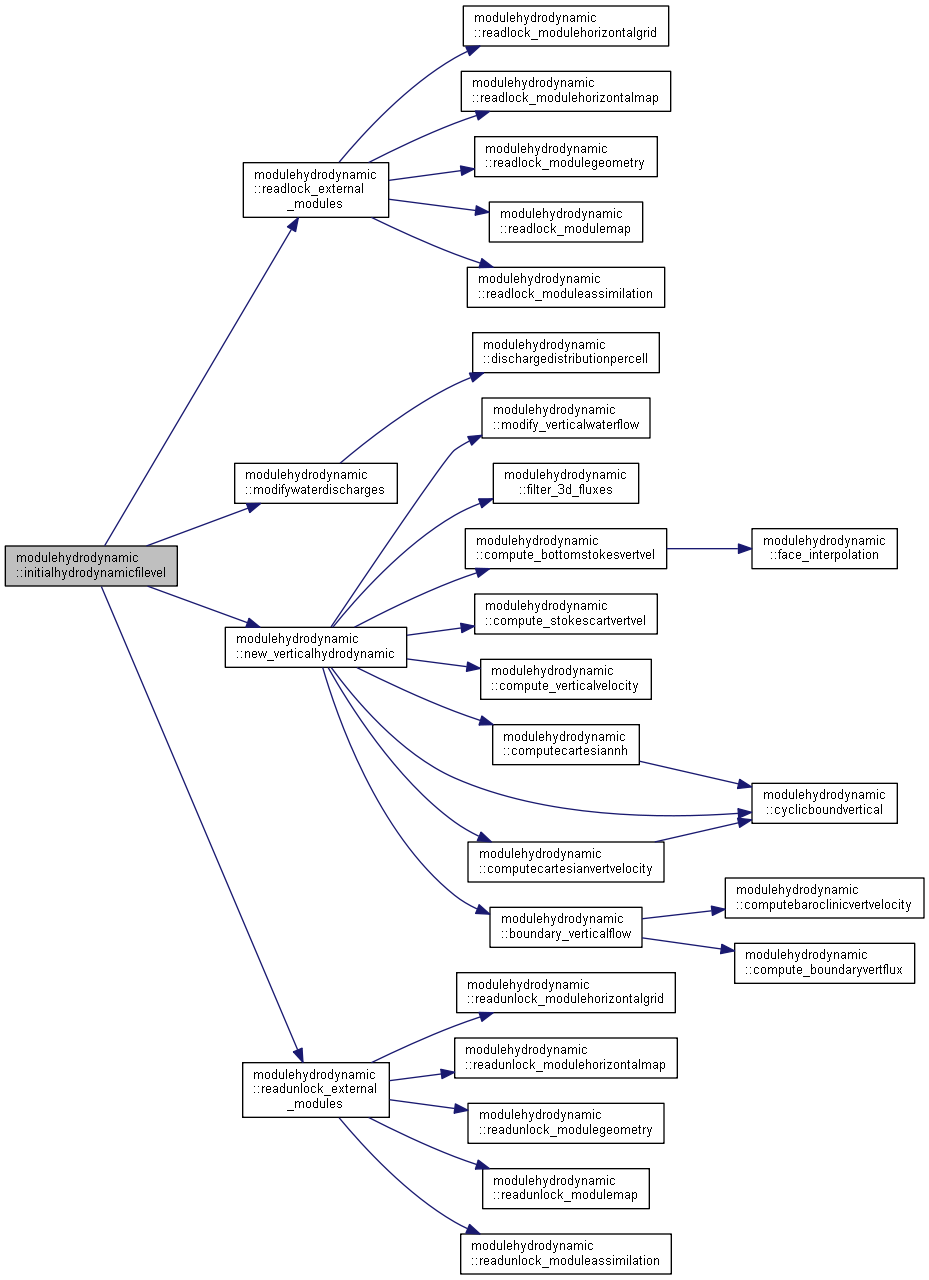 modulehydrodynamic
::readlock_modulehorizontalgrid
modulehydrodynamic
::readlock_modulehorizontalmap
modulehydrodynamic
::readlock_modulegeometry
modulehydrodynamic
::readlock_external
_modules
modulehydrodynamic
::readlock_modulemap
modulehydrodynamic
::readlock_moduleassimilation
modulehydrodynamic
::dischargedistributionpercell
modulehydrodynamic
::modify_verticalwaterflow
modulehydrodynamic
::modifywaterdischarges
modulehydrodynamic
::filter_3d_fluxes
modulehydrodynamic
::initialhydrodynamicfilevel
modulehydrodynamic
::compute_bottomstokesvertvel
modulehydrodynamic
::face_interpolation
modulehydrodynamic
::compute_stokescartvertvel
modulehydrodynamic
::new_verticalhydrodynamic
modulehydrodynamic
::compute_verticalvelocity
modulehydrodynamic
::computecartesiannh
modulehydrodynamic
::cyclicboundvertical
modulehydrodynamic
::computecartesianvertvelocity
modulehydrodynamic
::computebaroclinicvertvelocity
modulehydrodynamic
::boundary_verticalflow
modulehydrodynamic
::compute_boundaryvertflux
modulehydrodynamic
::readunlock_modulehorizontalgrid
modulehydrodynamic
::readunlock_modulehorizontalmap
modulehydrodynamic
::readunlock_external
_modules
modulehydrodynamic
::readunlock_modulegeometry
modulehydrodynamic
::readunlock_modulemap
modulehydrodynamic
::readunlock_moduleassimilation